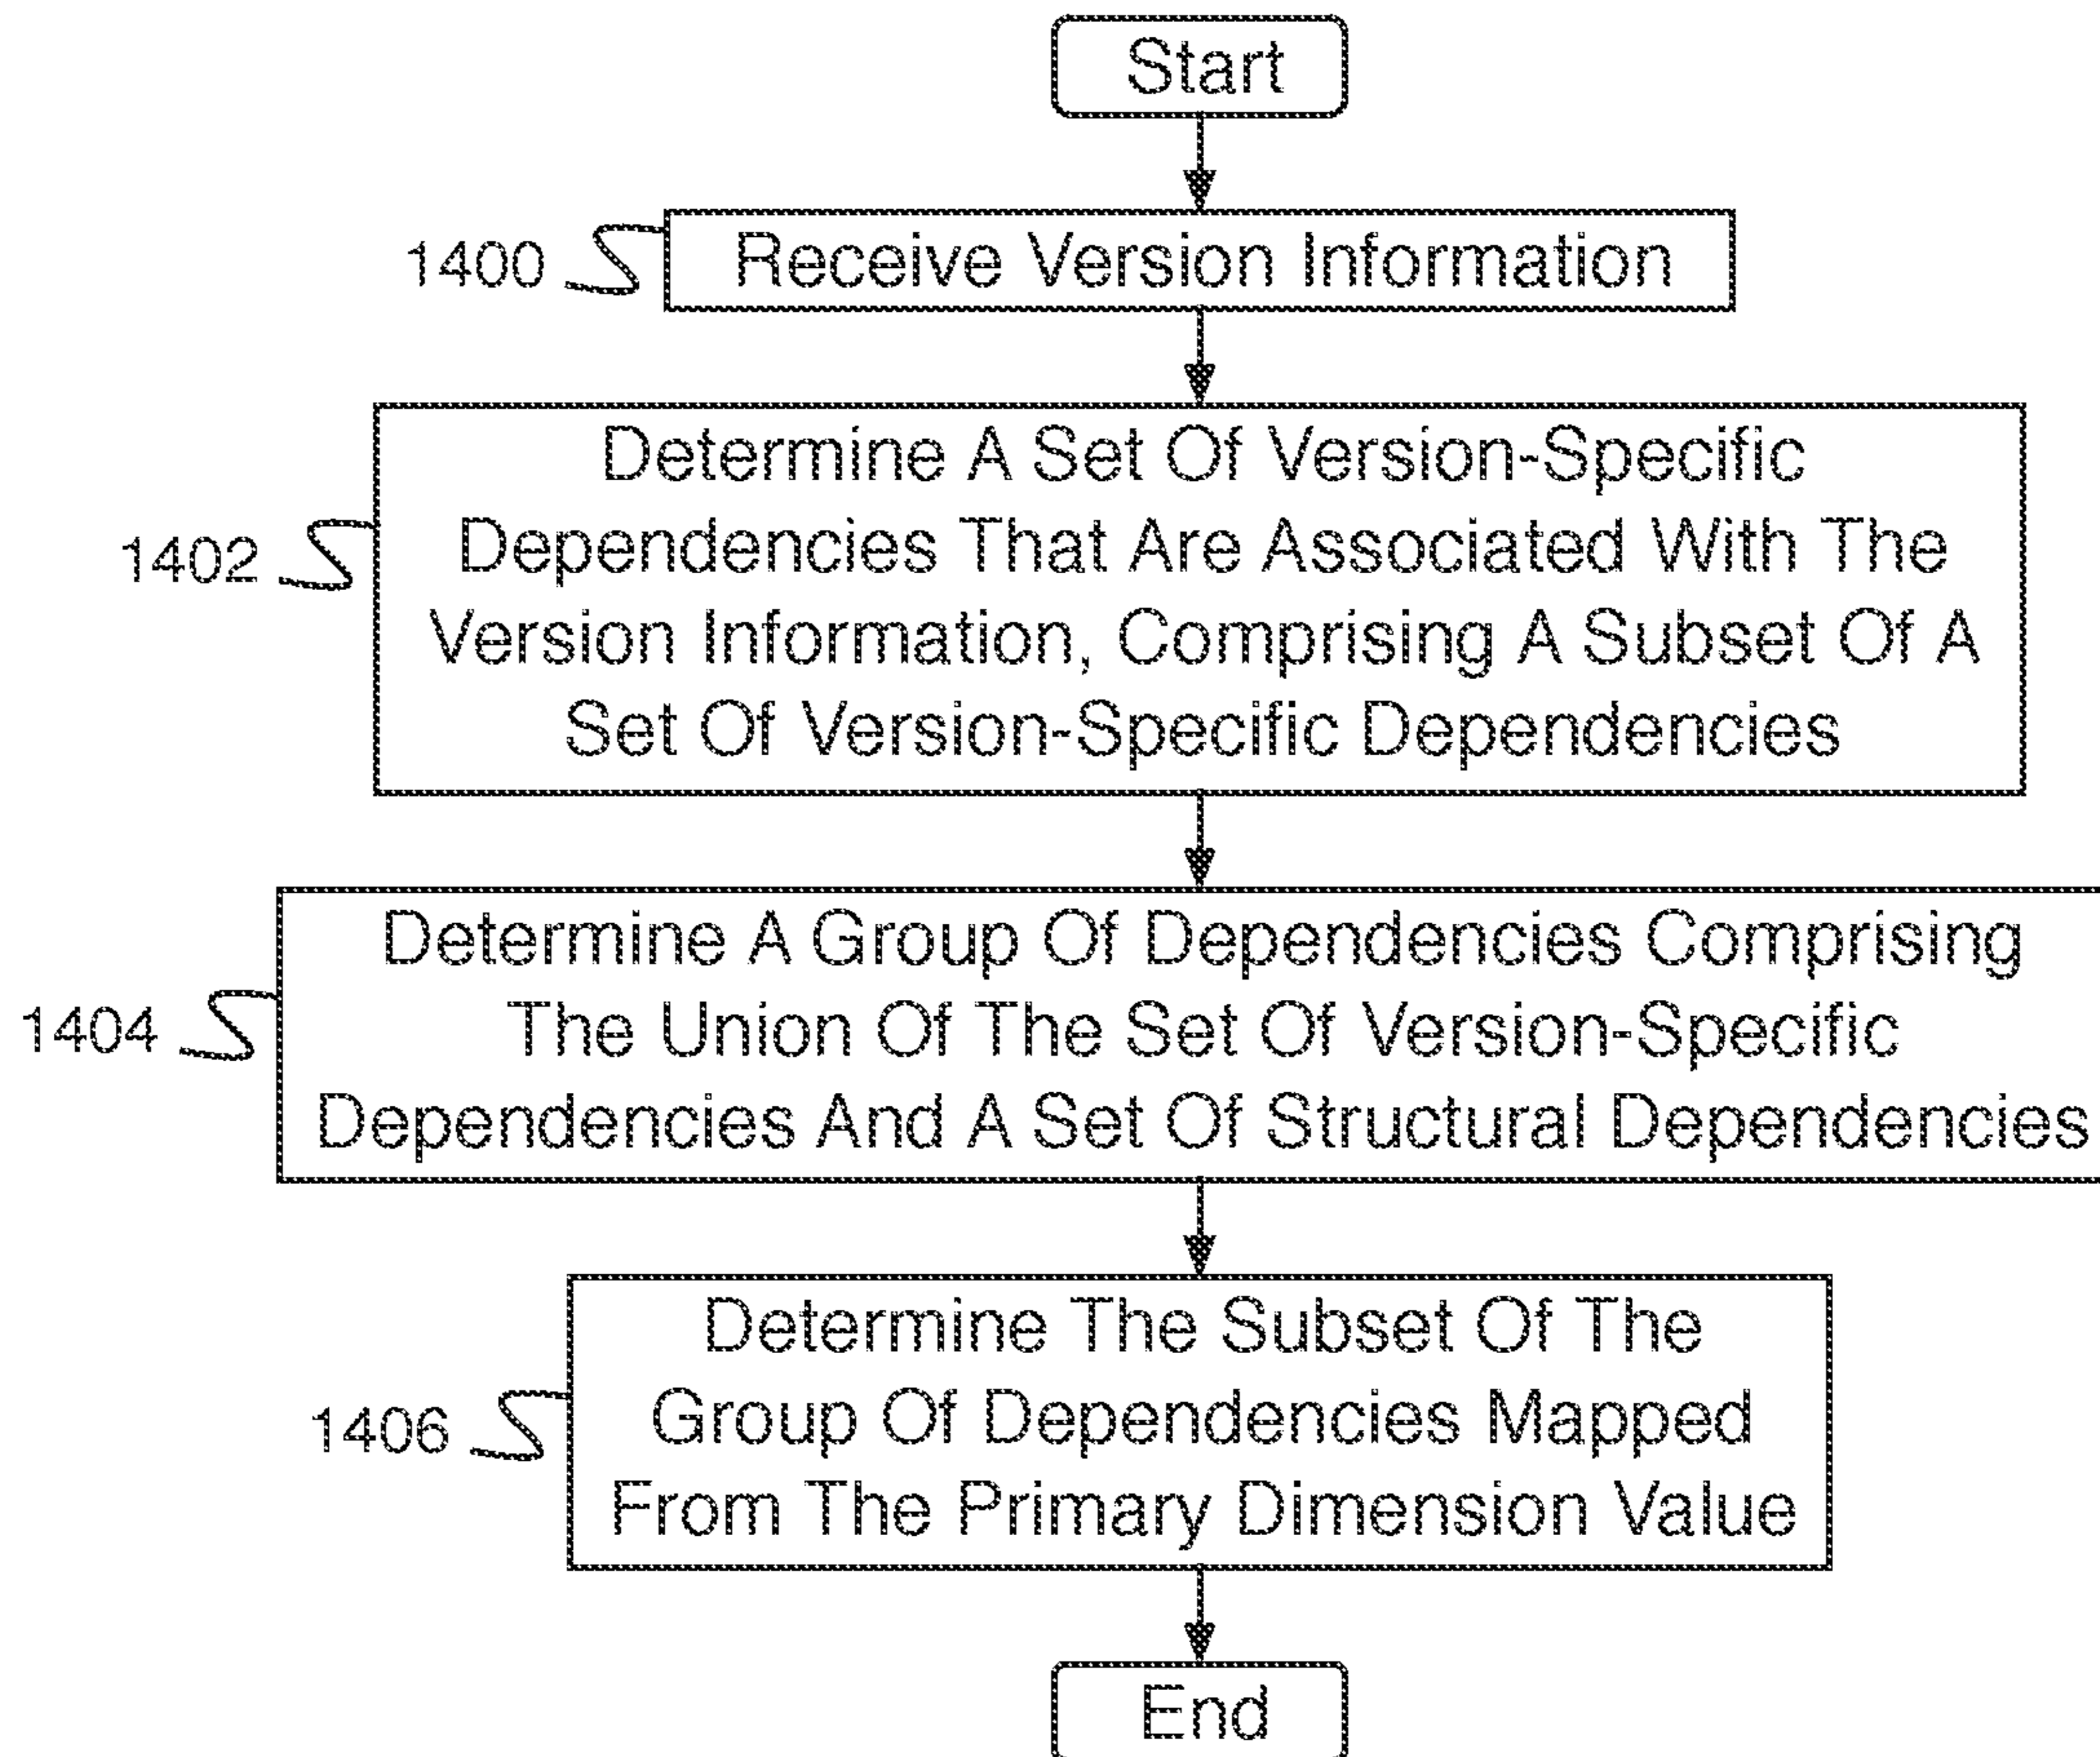 Start
1400
Receive Version Information
Determine A Set Of Version-Specific
1402
Dependencies That Are Associated With The
Version Information, Comprising A Subset Of A
Set Of Version-Specific Dependencies
Determine A Group Of Dependencies Comprising
1404
The Union Of The Set Of Version-Specific
Dependencies And A Set Of Structural Dependencies
Determine The Subset Of The
1406
Group Of Dependencies Mapped
From The Primary Dimension Value
End